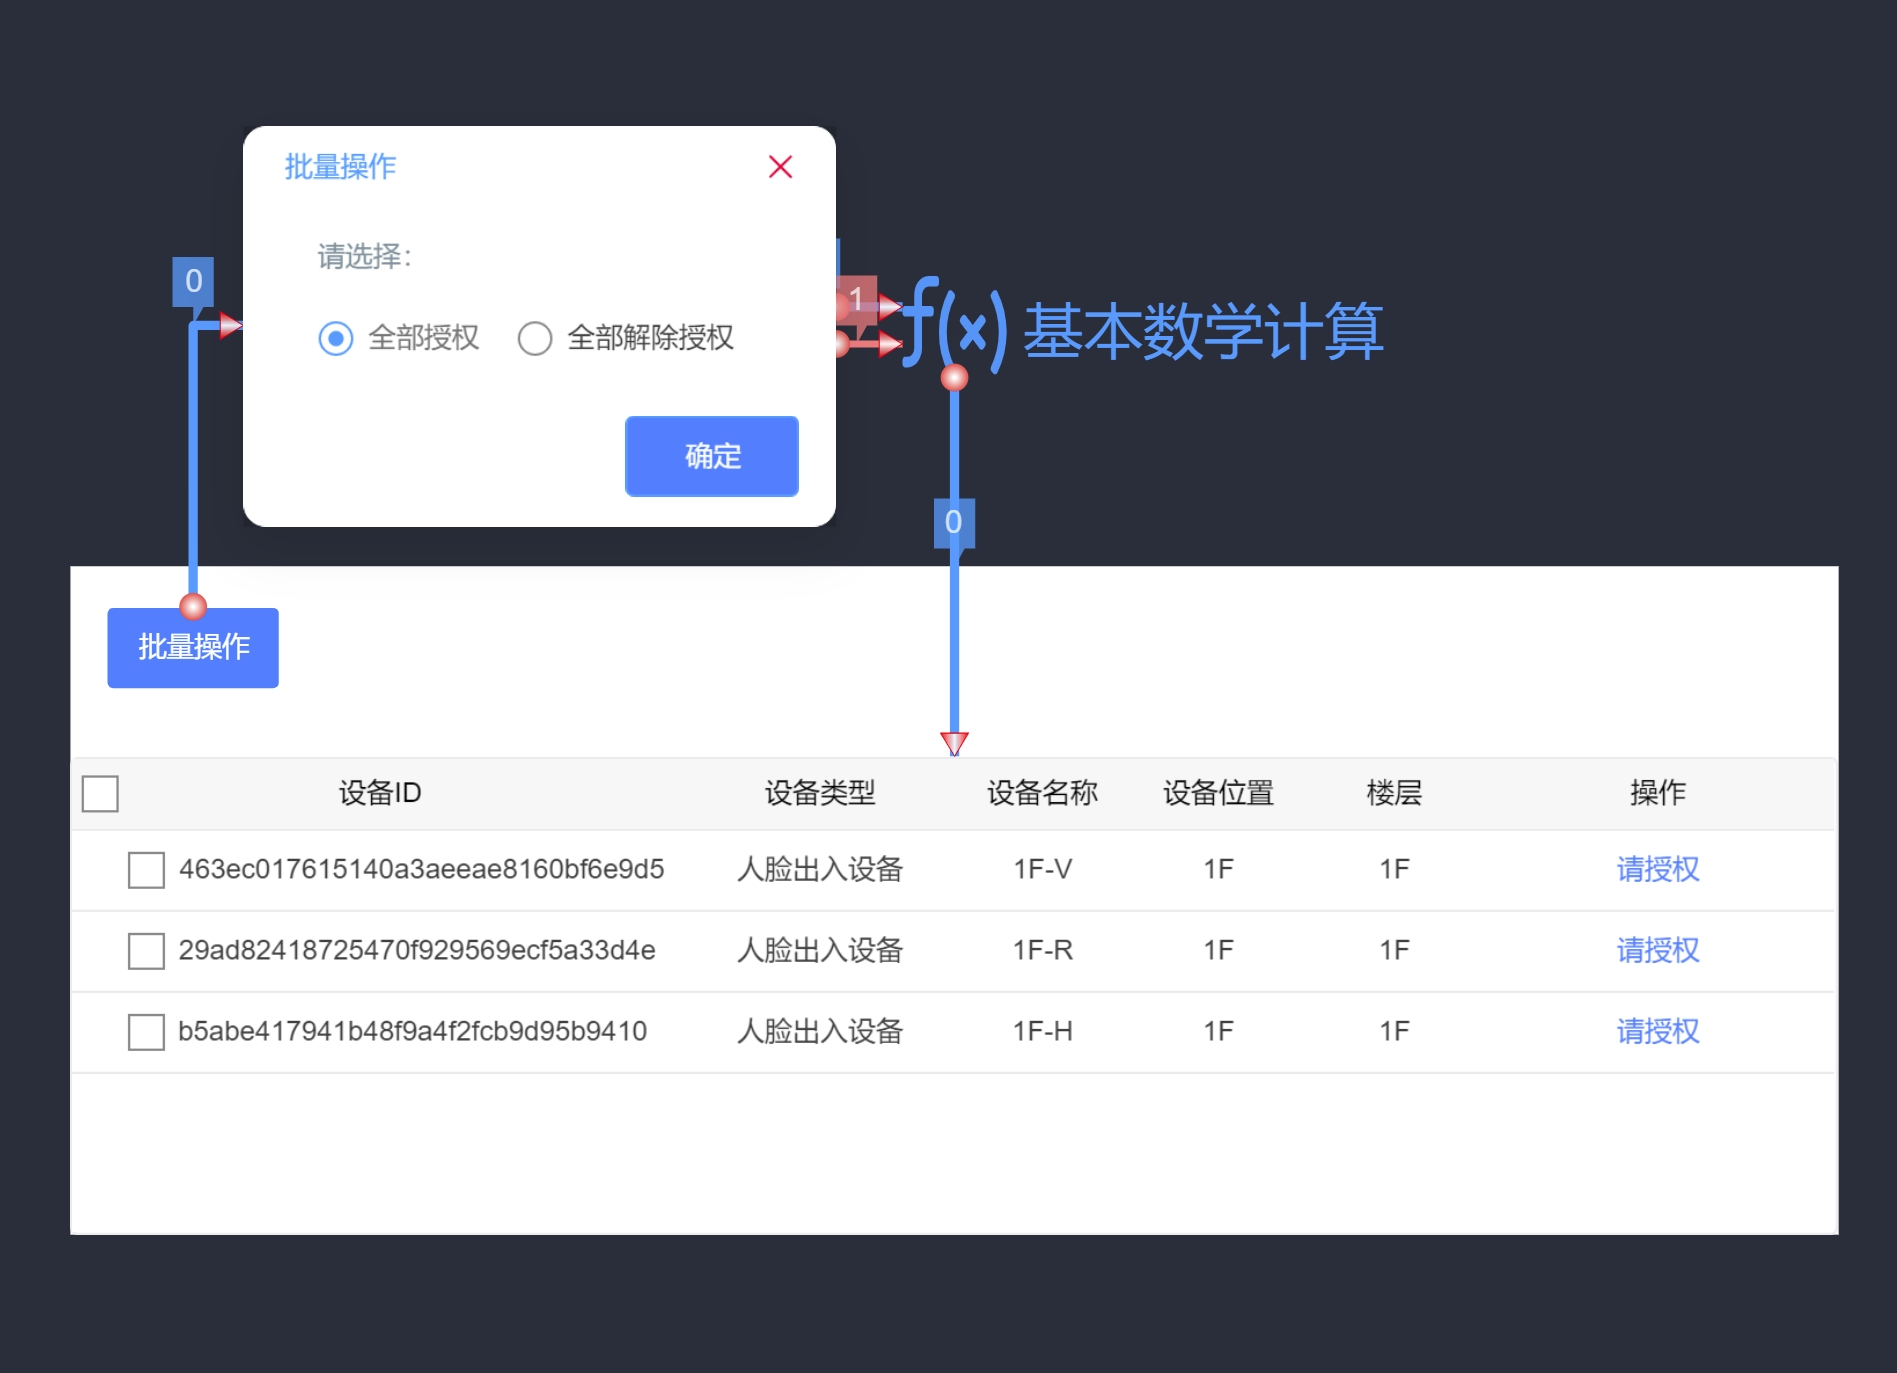 批量操作
请选择:
全部授权 全部解除授权
确定
0
1
f(x) 基本数学计算
0
批量操作
设备ID 设备类型 设备名称 设备位置 楼层 操作
463ec017615140a3aeeae8160bf6e9d5 人脸出入设备 1F-V 1F 1F 请授权
29ad82418725470f929569ecf5a33d4e 人脸出入设备 1F-R 1F 1F 请授权
b5abe417941b48f9a4f2fcb9d95b9410 人脸出入设备 1F-H 1F 1F 请授权